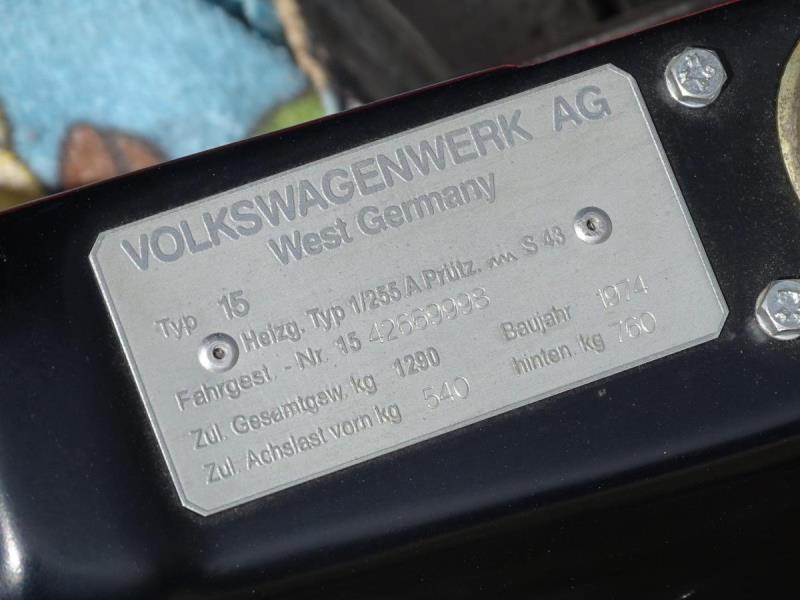 VOLKSWAGENWERK AG
West Germany
Typ 15
Heizg. Typ 1/255 A Prütz. S 43
Fahrgest. - Nr. 15 42669993 Baujahr 1974
Zul. Gesamtgew. kg 1290
Zul. Achslast vorn kg 540 hinten. kg 760